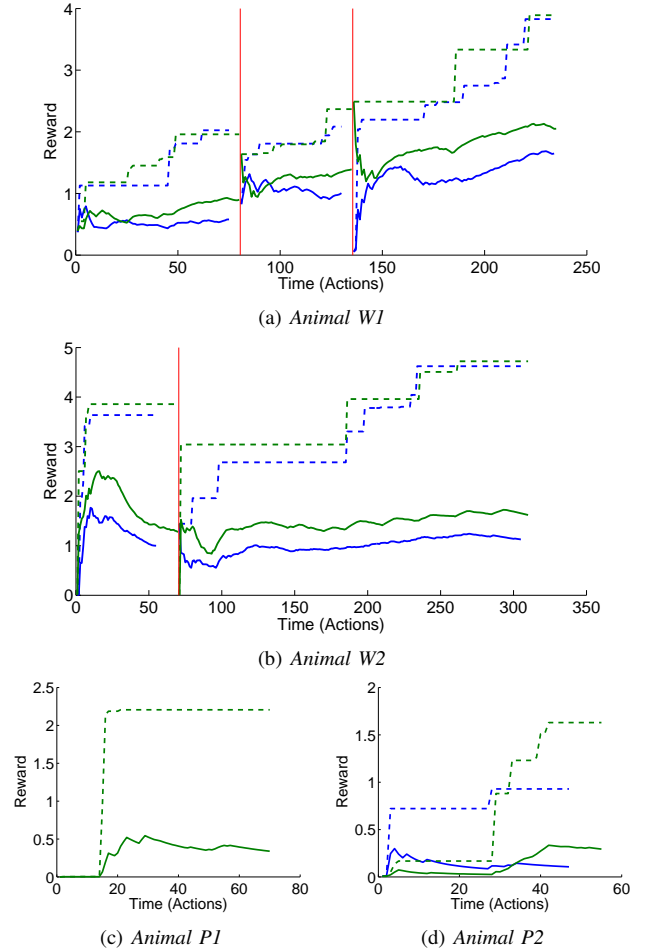 4
3
2
1
0
Reward
0 50 100 150 200 250
Time (Actions)
(a) Animal W1
5
4
3
2
1
0
Reward
0 50 100 150 200 250 300 350
Time (Actions)
(b) Animal W2
2.5
2
1.5
1
0.5
0
Reward
0 20 40 60 80
Time (Actions)
(c) Animal P1
2
1.5
1
0.5
0
Reward
0 20 40 60
Time (Actions)
(d) Animal P2